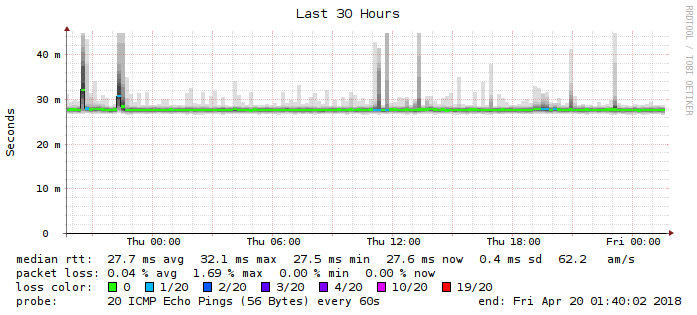 Last 30 Hours
RRDTOOL / TOBI OETIKER
Seconds
40 m
30 m
20 m
10 m
0
Thu 00:00 Thu 06:00 Thu 12:00 Thu 18:00 Fri 00:00
median rtt: 27.7 ms avg 32.1 ms max 27.5 ms min 27.6 ms now 0.4 ms sd 62.2 am/s
packet loss: 0.04 % avg 1.69 % max 0.00 % min 0.00 % now
loss color: 0 1/20 2/20 3/20 4/20 10/20 19/20
probe: 20 ICMP Echo Pings (56 Bytes) every 60s end: Fri Apr 20 01:40:02 2018